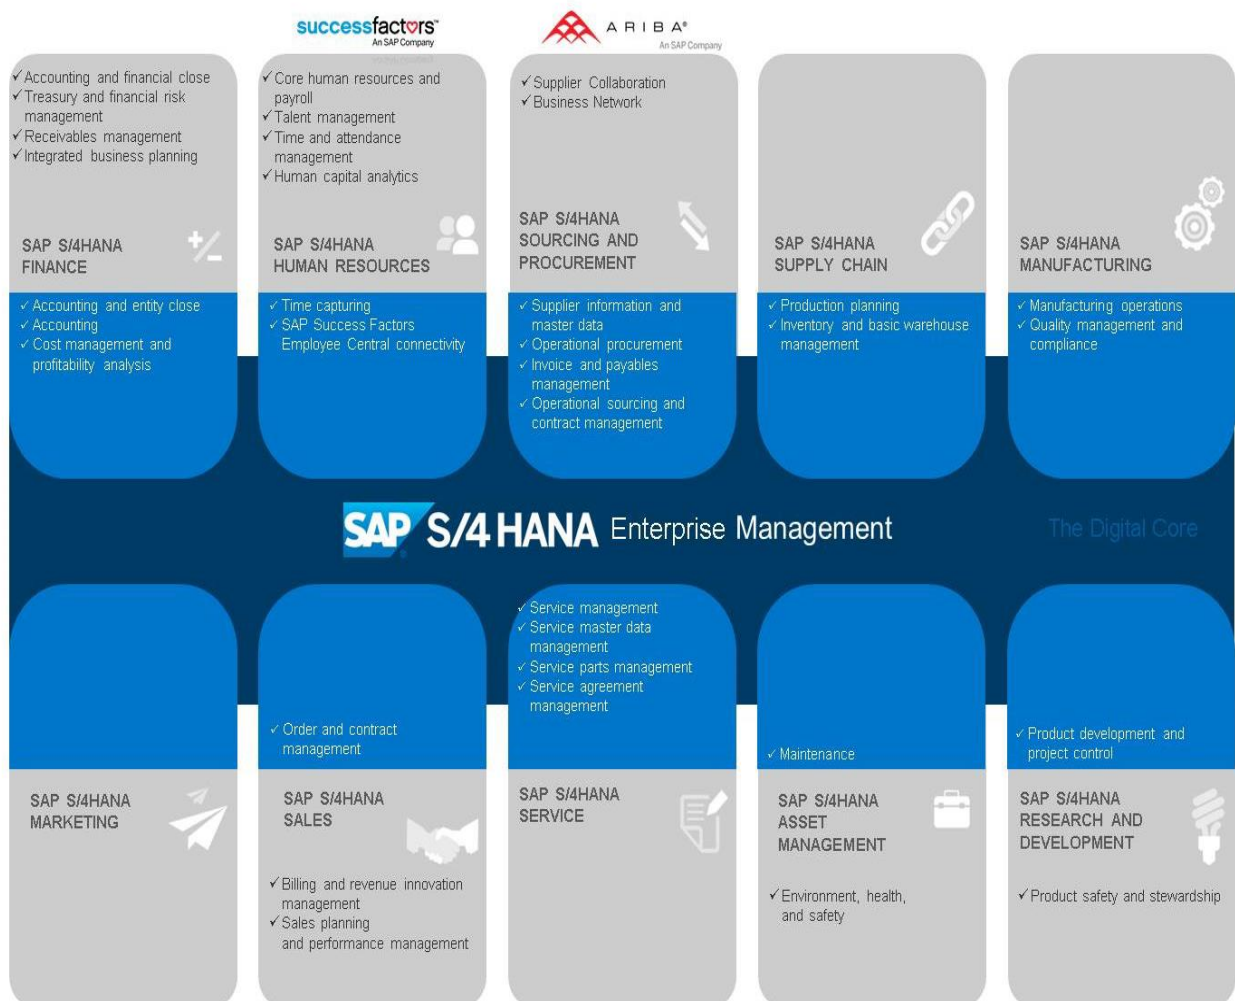 successfactors™
An SAP Company
ARIBA®
An SAP Company
✓Accounting and financial close
✓Treasury and financial risk
management
✓Receivables management
✓Integrated business planning
SAP S/4HANA
FINANCE
✓Core human resources and
payroll
✓Talent management
✓Time and attendance
management
✓Human capital analytics
SAP S/4HANA
HUMAN RESOURCES
✓Supplier Collaboration
✓Business Network
SAP S/4HANA
SOURCING AND
PROCUREMENT
SAP S/4HANA
SUPPLY CHAIN
SAP S/4HANA
MANUFACTURING
✓Accounting and entity close
✓Accounting
✓Cost management and
profitability analysis
✓Time capturing
✓SAP Success Factors
Employee Central connectivity
✓Supplier information and
master data
✓Operational procurement
✓Invoice and payables
management
✓Operational sourcing and
contract management
✓Production planning
✓Inventory and basic warehouse
management
✓Manufacturing operations
✓Quality management and
compliance
SAP® S/4HANA Enterprise Management
The Digital Core
✓Order and contract
management
✓Service management
✓Service master data
management
✓Service parts management
✓Service agreement
management
✓Maintenance
✓Product development and
project control
SAP S/4HANA
MARKETING
SAP S/4HANA
SALES
✓Billing and revenue innovation
management
✓Sales planning
and performance management
SAP S/4HANA
SERVICE
SAP S/4HANA
ASSET
MANAGEMENT
✓Environment, health,
and safety
SAP S/4HANA
RESEARCH AND
DEVELOPMENT
✓Product safety and stewardship